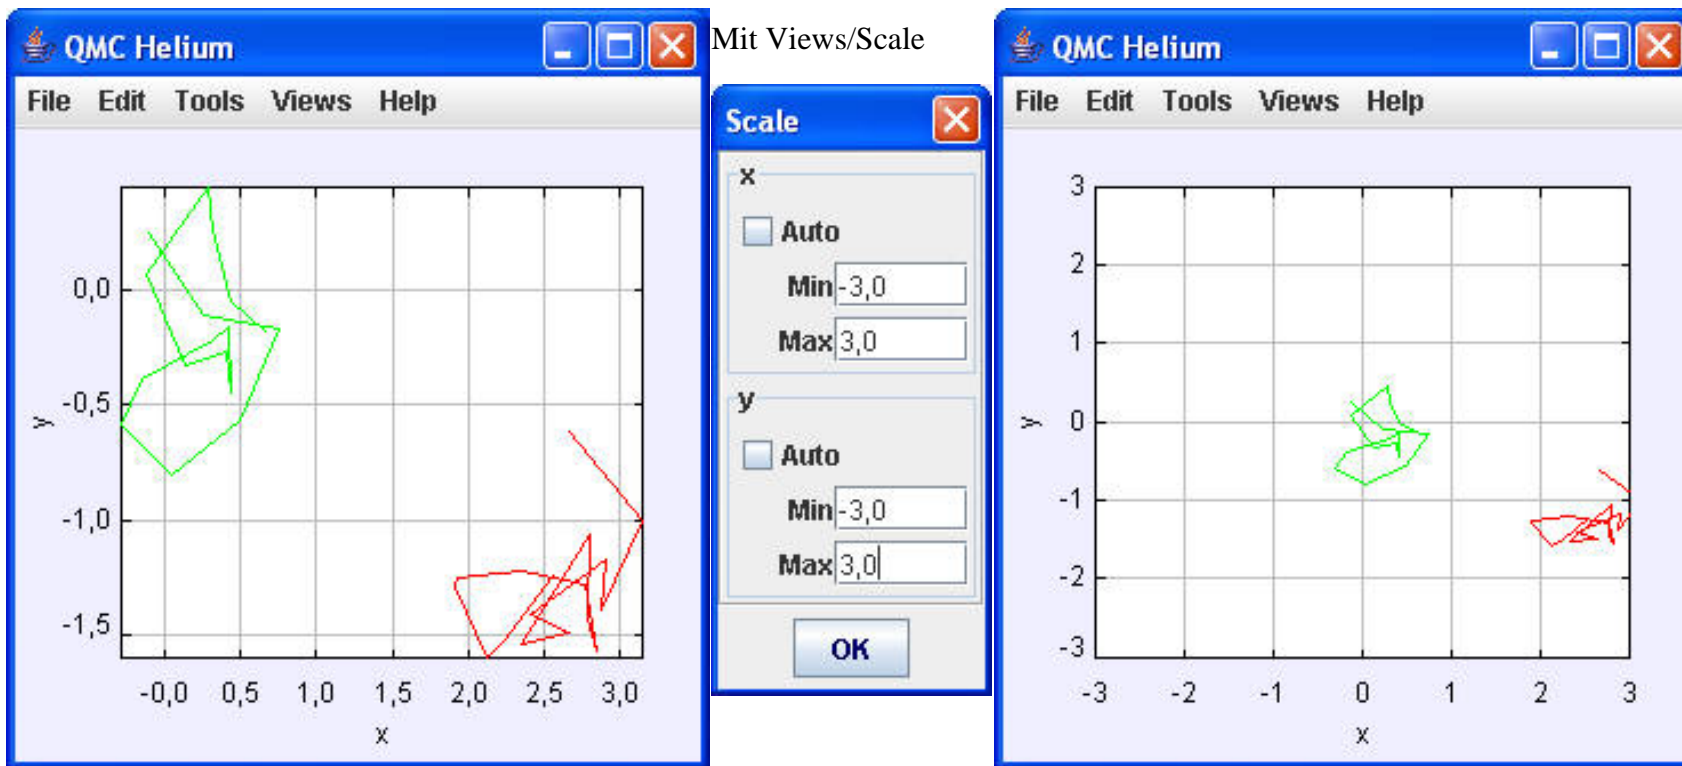 QMC Helium
File Edit Tools Views Help
0,0
-0,5
-1,0
-1,5
y
-0,0 0,5 1,0 1,5 2,0 2,5 3,0
x
Mit Views/Scale
Scale
x
Auto
Min -3,0
Max 3,0
y
Auto
Min -3,0
Max 3,0
OK
QMC Helium
File Edit Tools Views Help
3
2
1
0
-1
-2
-3
y
-3 -2 -1 0 1 2 3
x